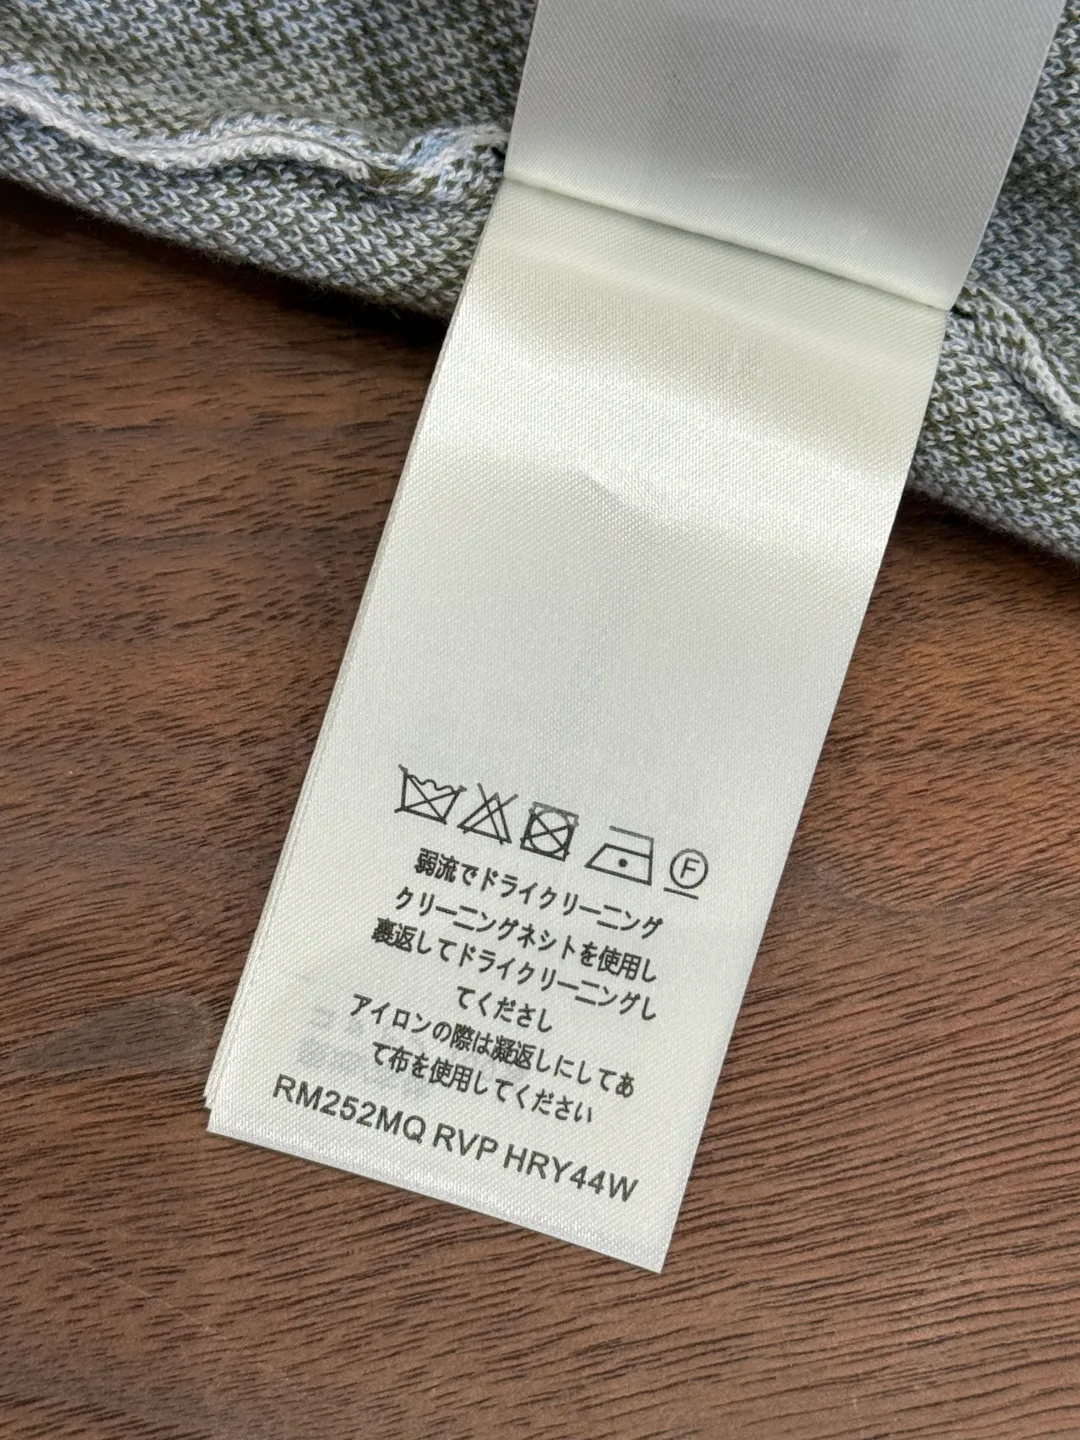 F
弱流でドライクリーニング
クリーニングネシトを使用し
裏返してドライクリーニングし
てくださし
アイロンの際は凝返しにしてあ
て布を使用してください
RM252MQ RVP HRY44W